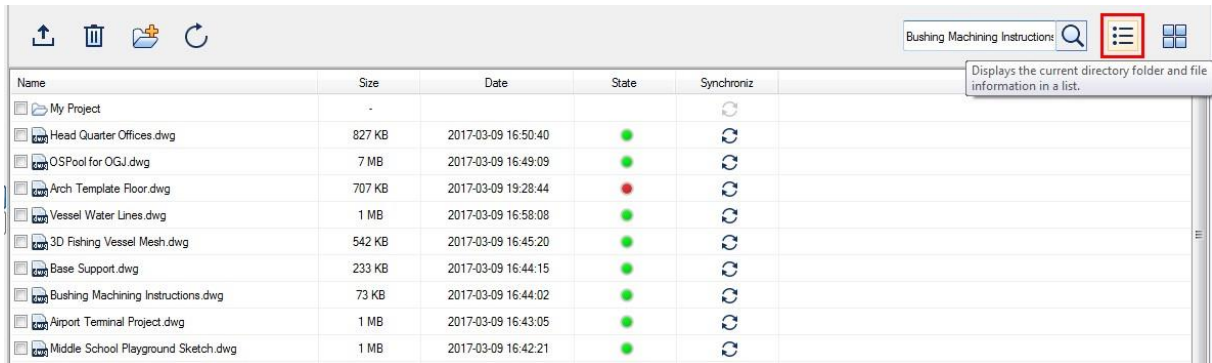 Bushing Machining Instructions
Displays the current directory folder and file
information in a list.
Name Size Date State Synchroniz
My Project -
Head Quarter Offices.dwg 827 KB 2017-03-09 16:50:40
OSPool for OGJ.dwg 7 MB 2017-03-09 16:49:09
Arch Template Floor.dwg 707 KB 2017-03-09 19:28:44
Vessel Water Lines.dwg 1 MB 2017-03-09 16:58:08
3D Fishing Vessel Mesh.dwg 542 KB 2017-03-09 16:45:20
Base Support.dwg 233 KB 2017-03-09 16:44:15
Bushing Machining Instructions.dwg 73 KB 2017-03-09 16:44:02
Airport Terminal Project.dwg 1 MB 2017-03-09 16:43:05
Middle School Playground Sketch.dwg 1 MB 2017-03-09 16:42:21